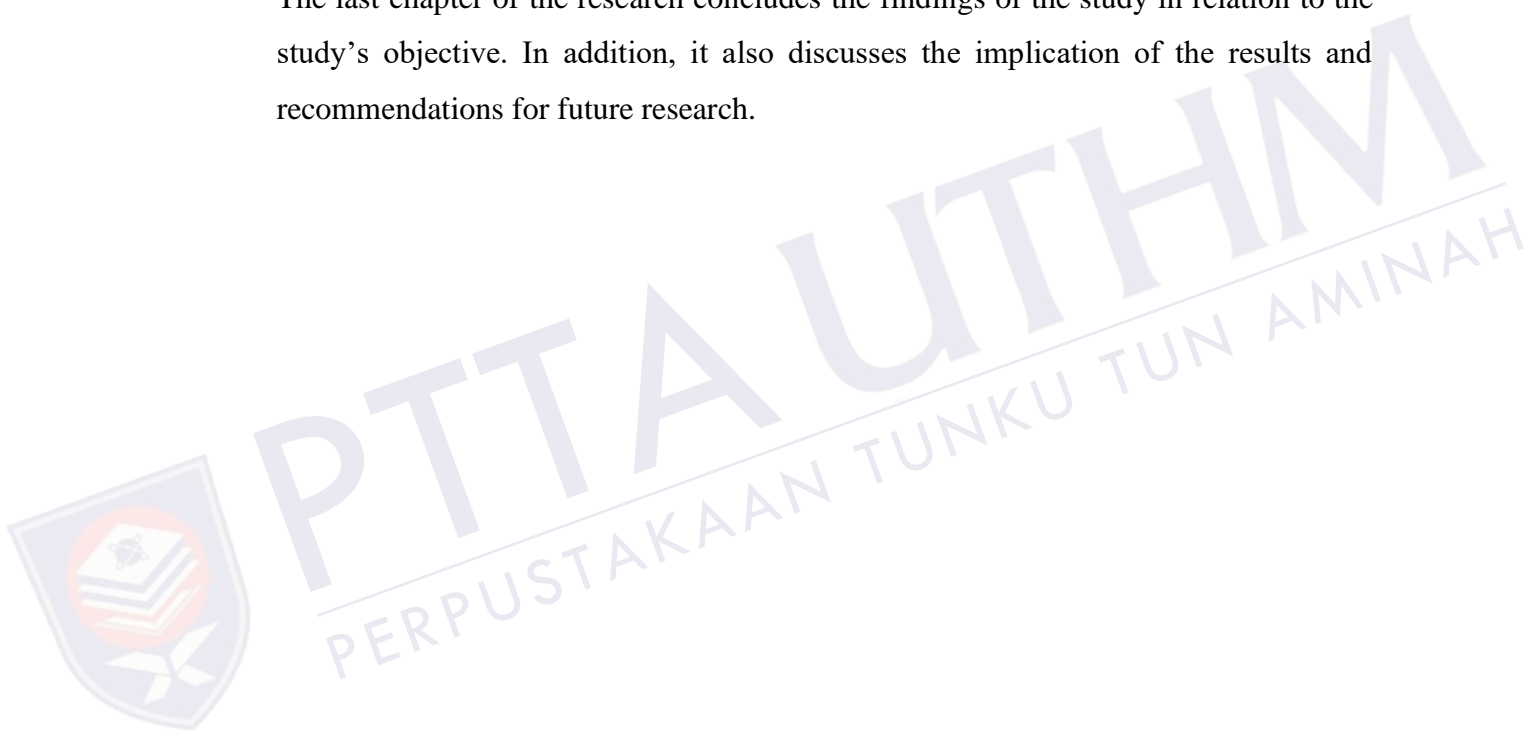 The last chapter of the research concludes the findings of the study in relation to the
study’s objective. In addition, it also discusses the implication of the results and
recommendations for future research.
PTTA UTHM
PERPUSTAKAAN TUNKU TUN AMINAH